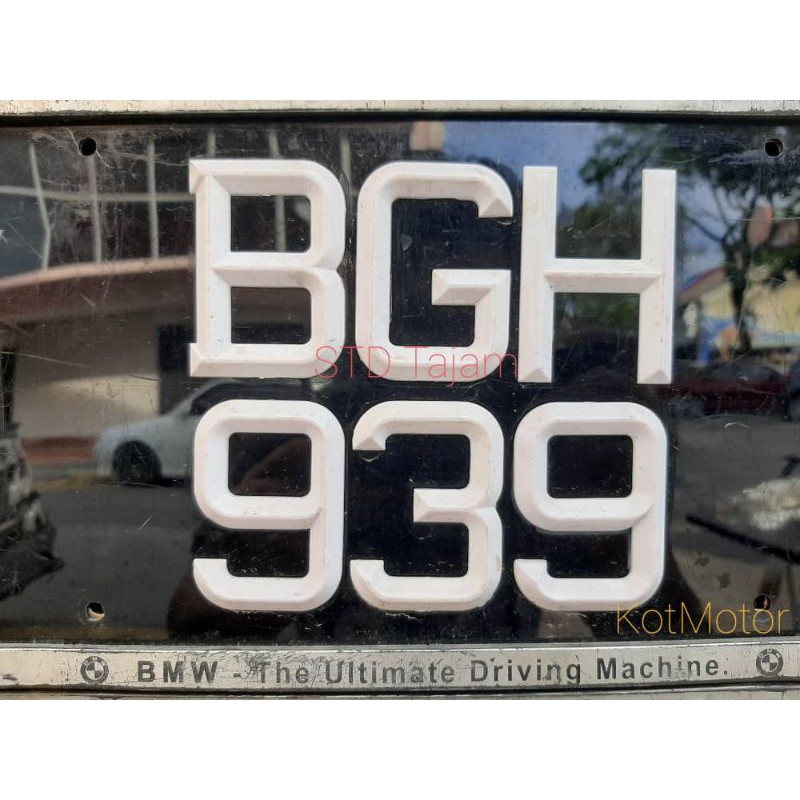 BGH
STD Tajam
939
KotMotor
BMW - The Ultimate Driving Machine.